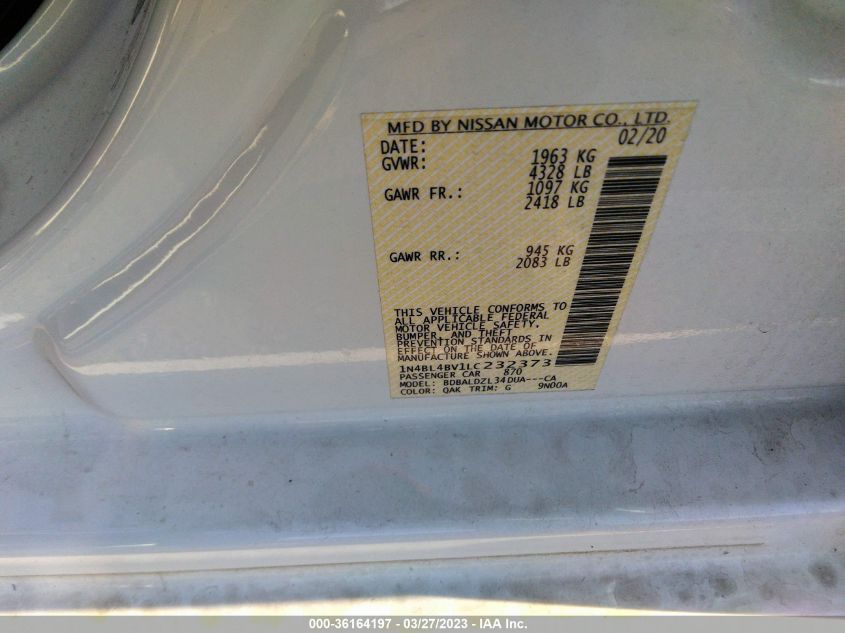 MFD BY NISSAN MOTOR CO., LTD.
DATE: 02/20
GVWR: 1963 KG
4328 LB
GAWR FR.: 1097 KG
2418 LB
GAWR RR.: 945 KG
2083 LB
THIS VEHICLE CONFORMS TO
ALL APPLICABLE FEDERAL
MOTOR VEHICLE SAFETY,
BUMPER, AND THEFT
PREVENTION STANDARDS IN
EFFECT ON THE DATE OF
MANUFACTURE SHOWN ABOVE.
1N4BL4BV1LC232373
PASSENGER CAR 870
MODEL: BDBALDZL34DUA---CA
COLOR: QAK TRIM: G 9N00A
000-36164197 - 03/27/2023 - IAA Inc.